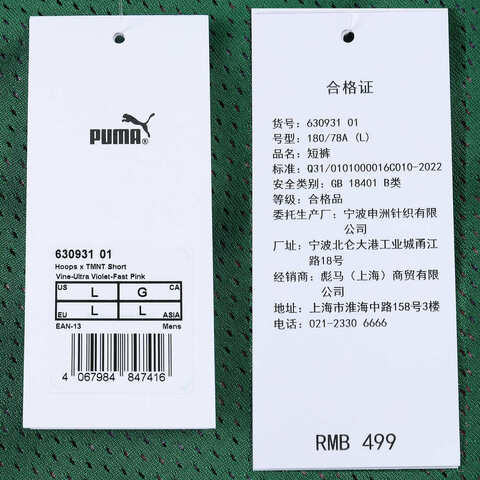 PUMA®
630931 01
Hoops x TMNT Short
Vine-Ultra Violet-Fast Pink
US L G CA
EU L L ASIA
EAN-13 Mens
4 067984 847416
合格证
货号: 630931 01
号型: 180/78A (L)
品名: 短裤
标准: Q31/0101000016C010-2022
安全类别: GB 18401 B类
等级: 合格品
委托生产厂: 宁波申洲针织有限
公司
厂址: 宁波北仑大港工业城甬江
路18号
经销商: 彪马（上海）商贸有
限公司
地址: 上海市淮海中路158号3楼
电话: 021-2330 6666
RMB 499